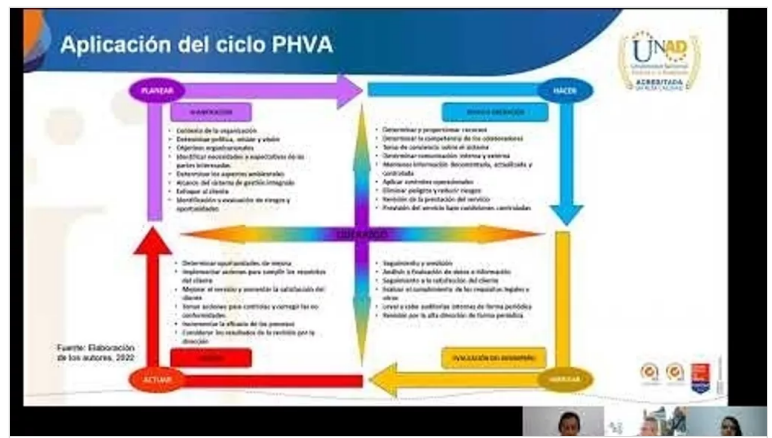 Aplicación del ciclo PHVA
UNAD
ACREDITADA
PLANEAR
HACER
PLANIFICACIÓN
• Contexto de la organización
• Determinar política, misión y visión
• Objetivos organizacionales
• Identificar necesidades y expectativas de las
partes interesadas
• Determinar los aspectos ambientales
• Alcance del sistema de gestión integrado
• Enfoque al cliente
• Identificación y evaluación de riesgos y
oportunidades
• Determinar y proporcionar recursos
• Determinar la competencia de los colaboradores
• Toma de conciencia sobre el sistema
• Determinar comunicación interna y externa
• Mantener información documentada, actualizada y
controlada
• Aplicar controles operacionales
• Eliminar peligros y reducir riesgos
• Revisión de la prestación del servicio
• Provisión del servicio bajo condiciones controladas
LIDERAZGO
• Determinar oportunidades de mejora
• Implementar acciones para cumplir los requisitos
del cliente
• Mejorar el servicio y aumentar la satisfacción del
cliente
• Tomar acciones para controlar y corregir las no
conformidades
• Incrementar la eficacia de los procesos
• Considerar los resultados de la revisión por la
dirección
• Seguimiento y medición
• Análisis y Evaluación de datos e información
• Seguimiento a la satisfacción del cliente
• Evaluar el cumplimiento de los requisitos legales y
otros
• Llevar a cabo auditorías internas de forma periódica
• Revisión por la alta dirección de forma periódica
Fuente: Elaboración
de los autores, 2022
EVALUACIÓN DEL DESEMPEÑO
ACTUAR
VERIFICAR